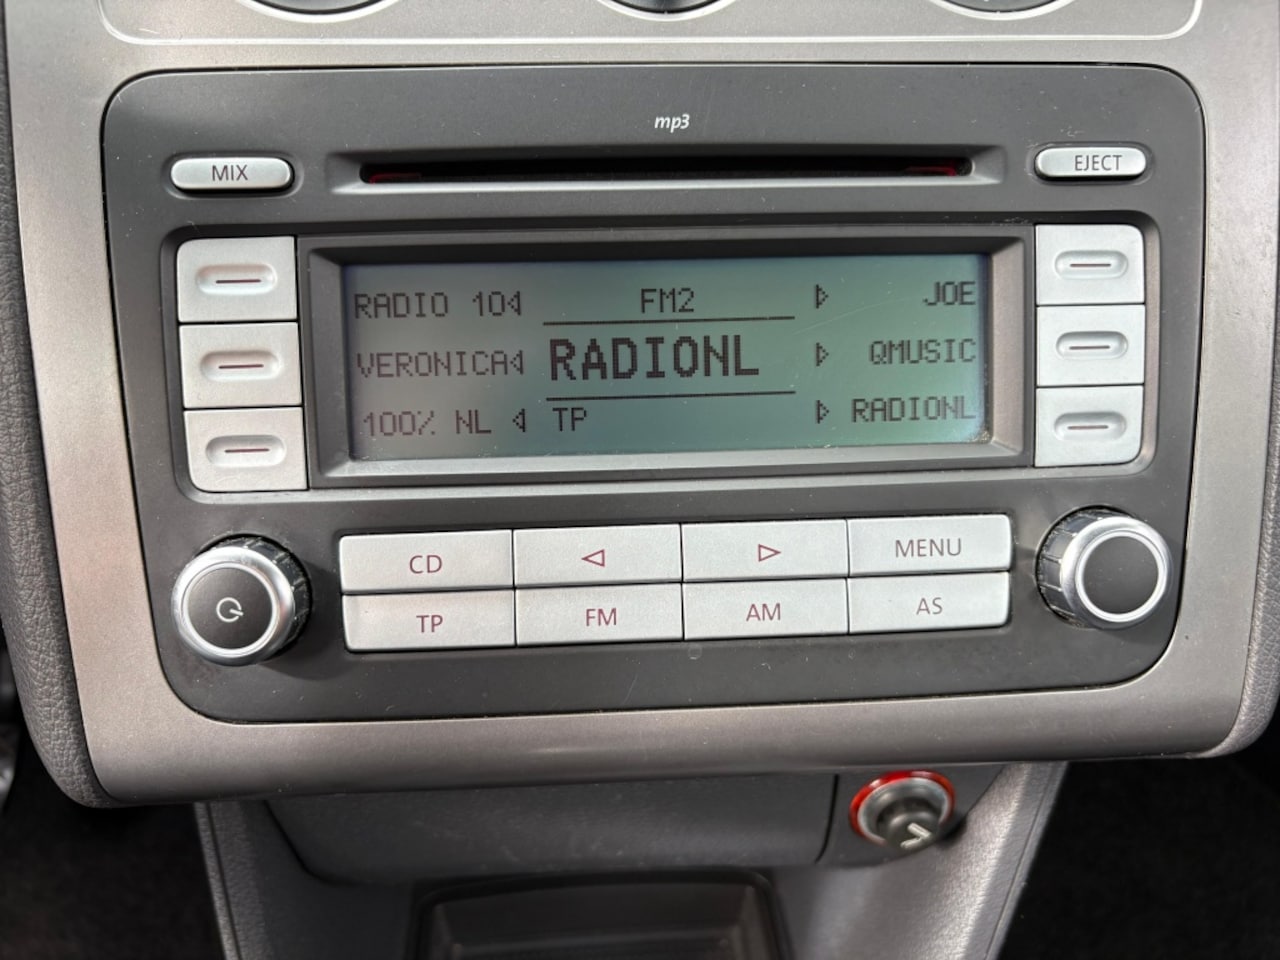 mp3
MIX
EJECT
RADIO 10 FM2 JOE
VERONICA RADIONL QMUSIC
100% NL TP RADIONL
CD MENU
TP FM AM AS